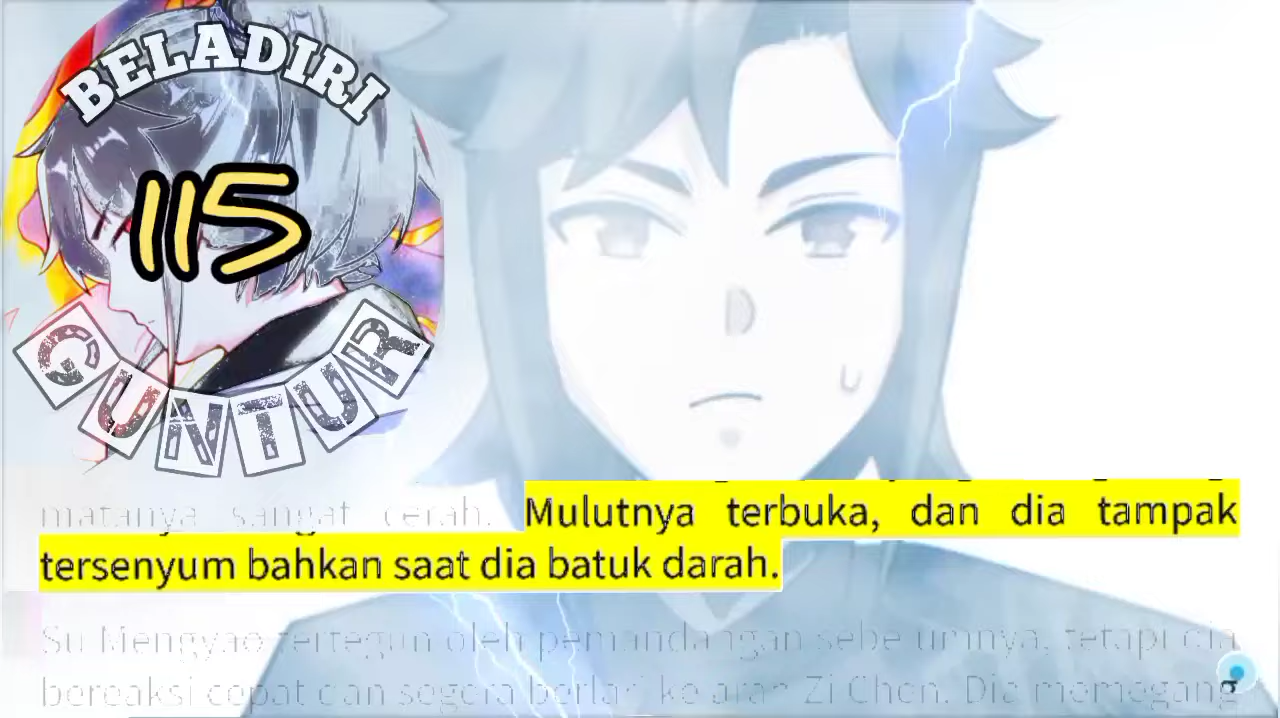 BELADIRI
115
GUNTUR
matanya sangat cerah. Mulutnya terbuka, dan dia tampak
tersenyum bahkan saat dia batuk darah.
Su Mengyao tertegun oleh pemandangan sebelumnya, tetapi dia
bereaksi cepat dan segera berlari ke arah Zi Chen. Dia memegang